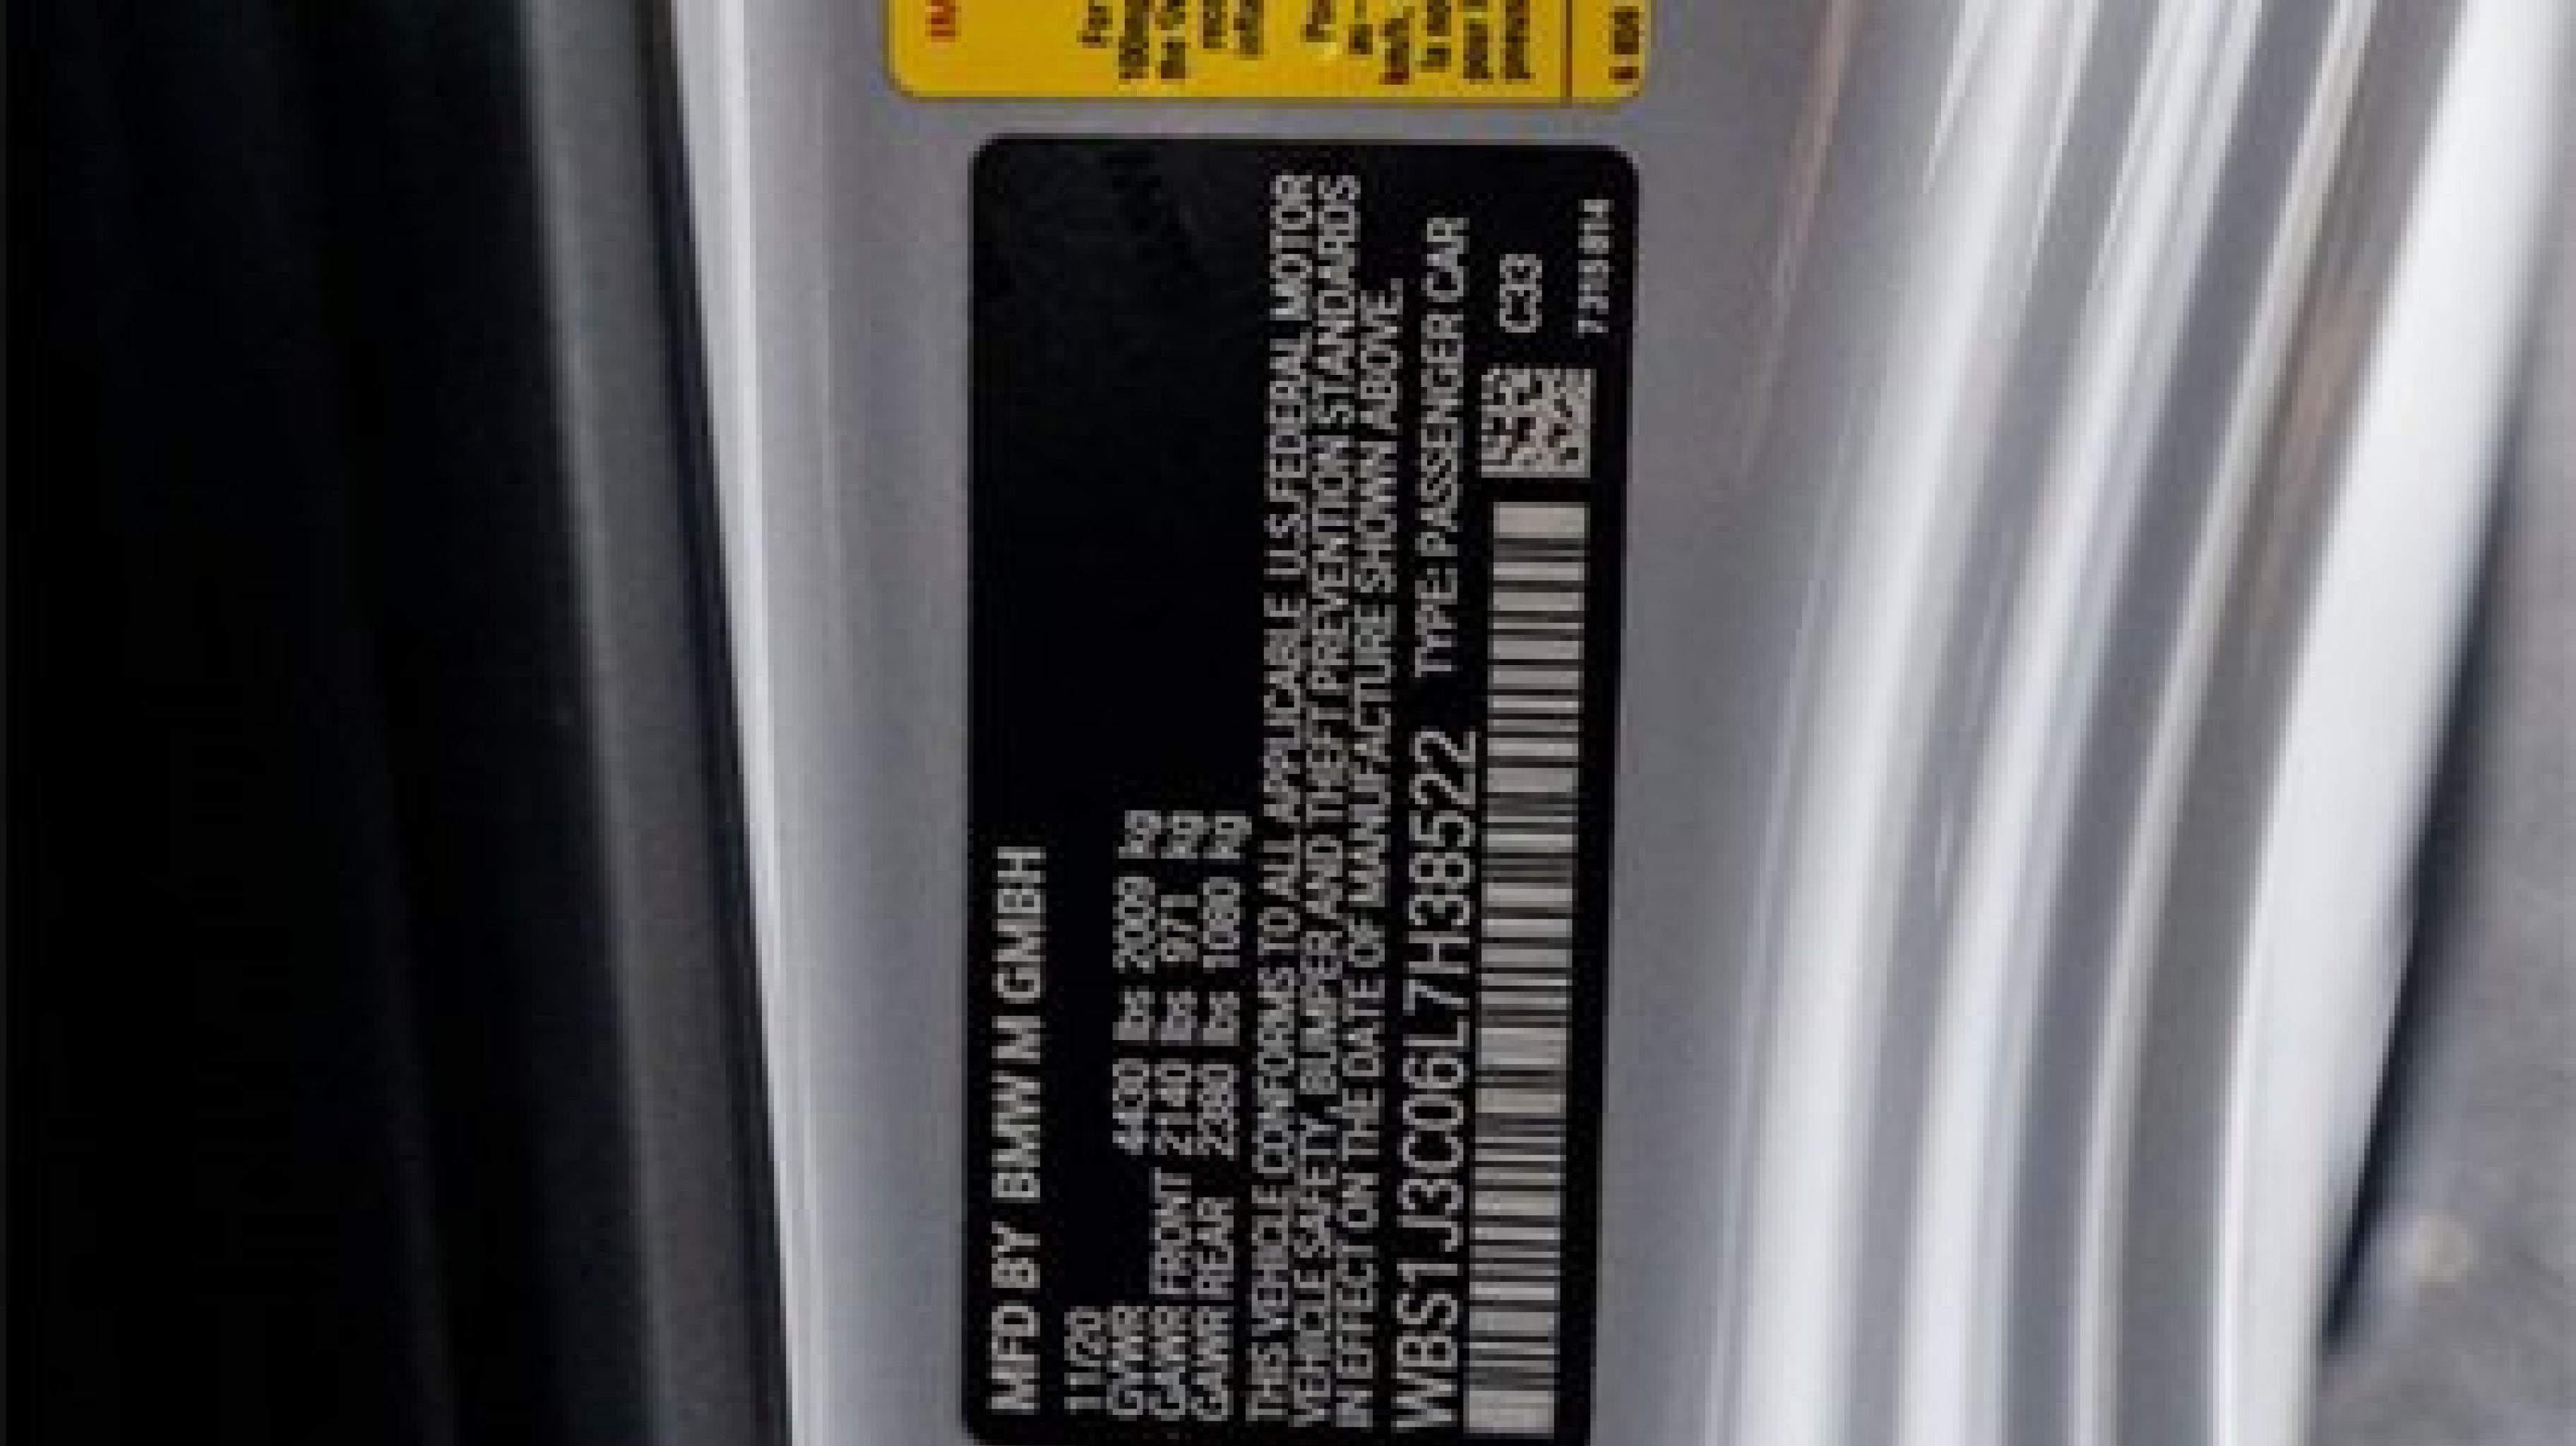 MFD BY BMW M GMBH
11/20
GVWR 4430 lbs 2009 kg
GAWR FRONT 2140 lbs 971 kg
GAWR REAR 2380 lbs 1080 kg
THIS VEHICLE CONFORMS TO ALL APPLICABLE U.S.FEDERAL MOTOR
VEHICLE SAFETY, BUMPER AND THEFT PREVENTION STANDARDS
IN EFFECT ON THE DATE OF MANUFACTURE SHOWN ABOVE.
WBS1J3C06L7H38522 TYPE: PASSENGER CAR
C33